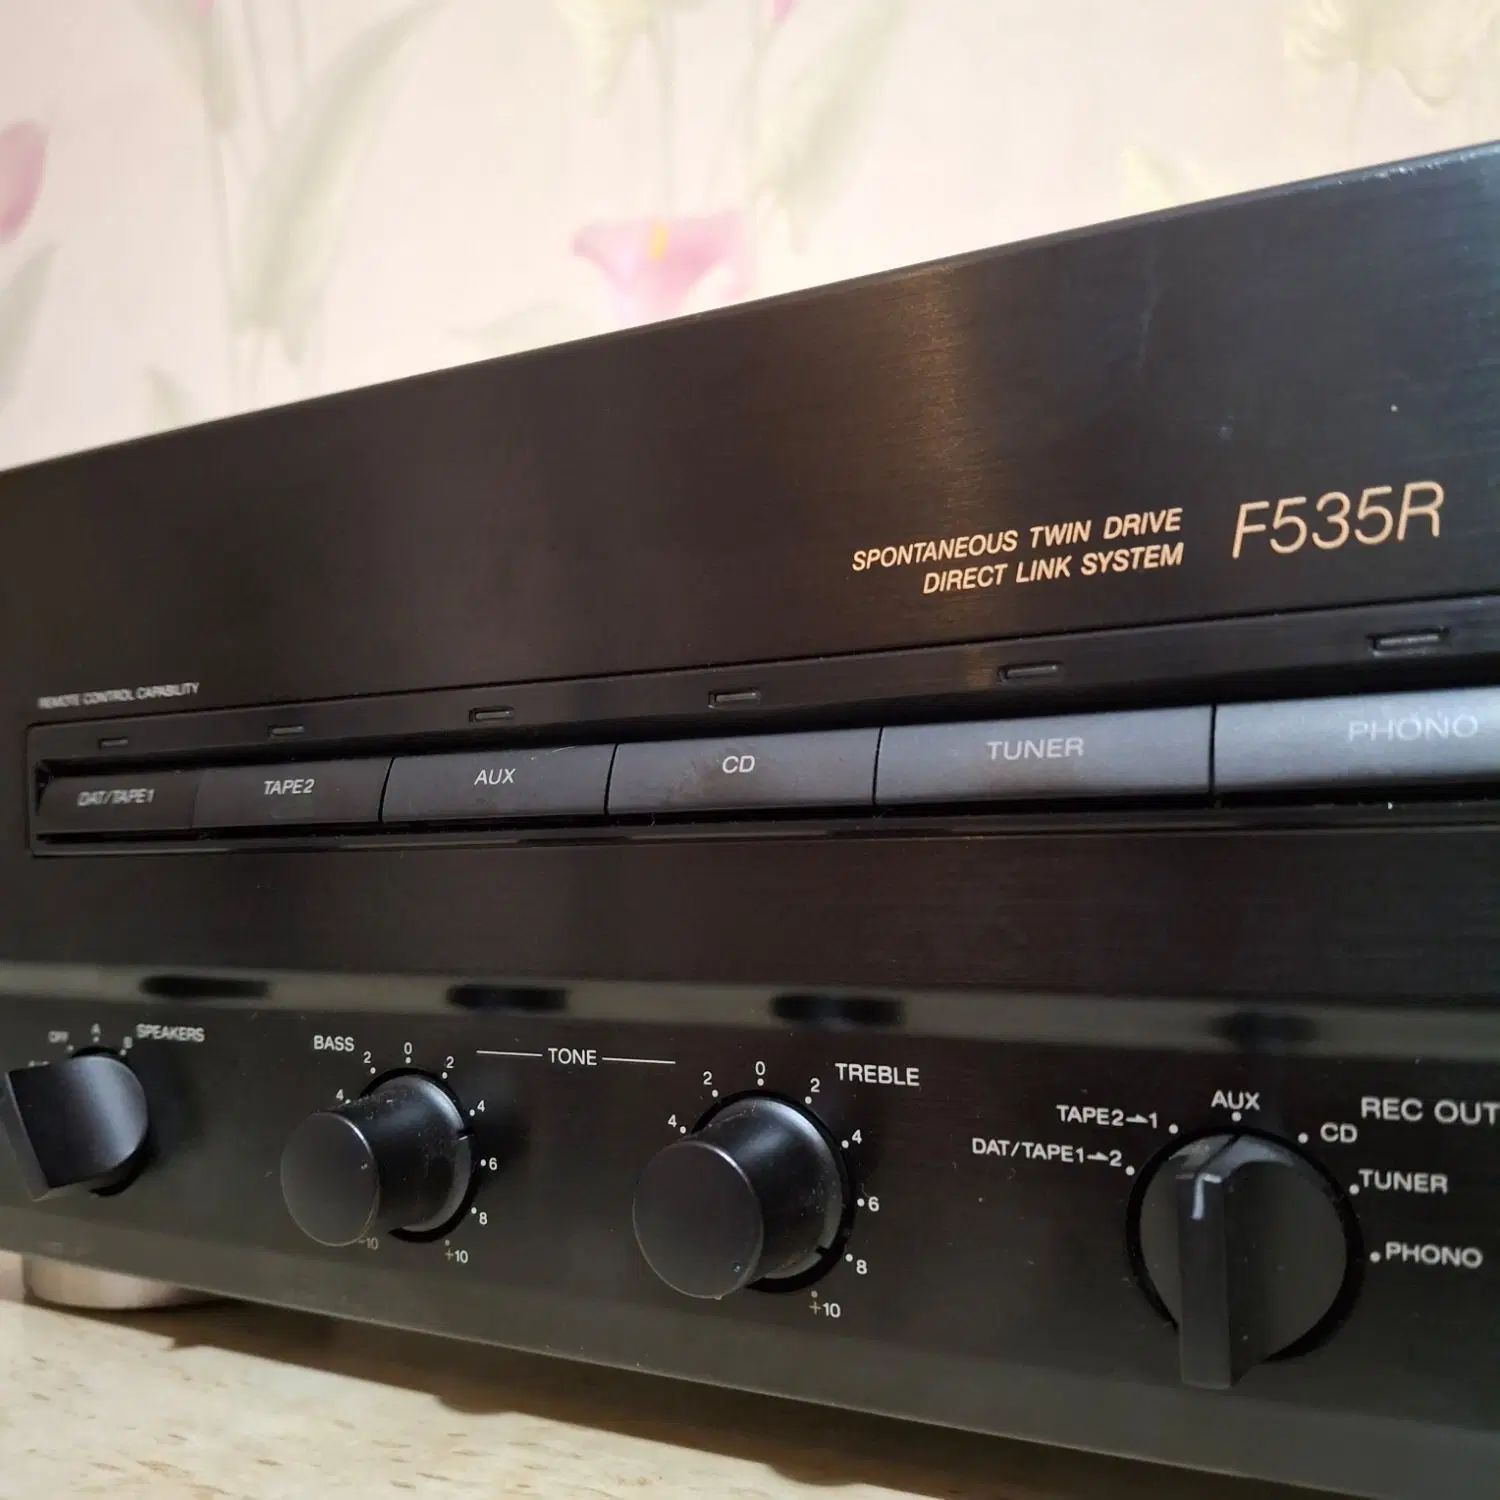 SPONTANEOUS TWIN DRIVE
DIRECT LINK SYSTEM
F535R
REMOTE CONTROL CAPABILITY
DAT/TAPE1
TAPE2
AUX
CD
TUNER
PHONO
OFF
A
B
SPEAKERS
BASS
4
2
0
2
4
6
8
-10
+10
TONE
TREBLE
4
2
0
2
4
6
8
+10
REC OUT
DAT/TAPE1→2
TAPE2→1
AUX
CD
TUNER
PHONO